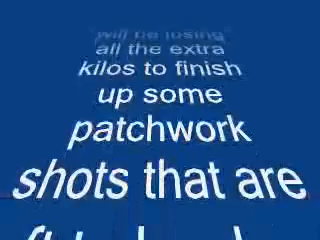 will be losing
all the extra
kilos to finish
up some
patchwork
shots that are